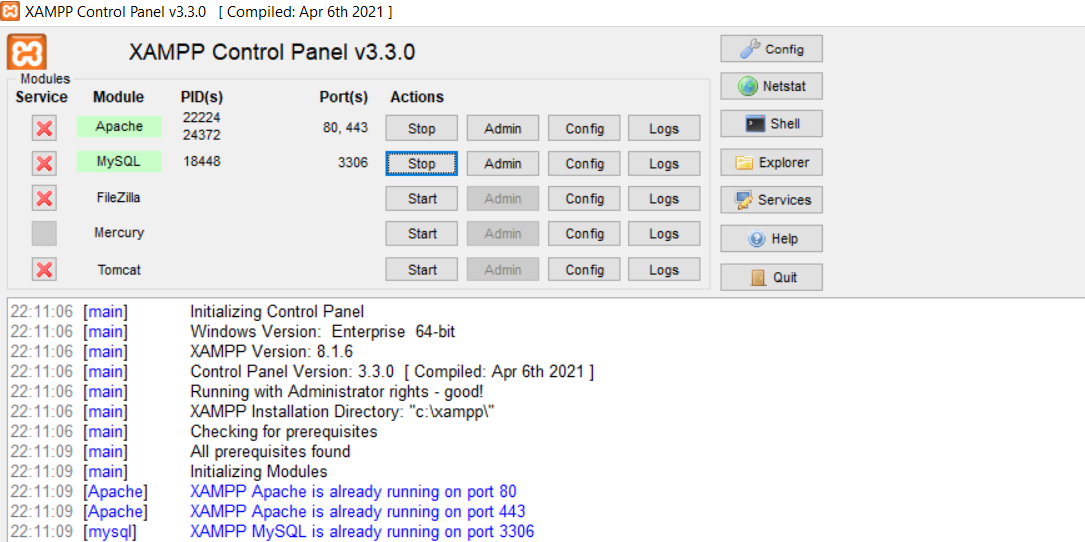 XAMPP Control Panel v3.3.0 [ Compiled: Apr 6th 2021 ]
XAMPP Control Panel v3.3.0
Config
Modules
Service Module PID(s) Port(s) Actions
Netstat
Apache 22224 24372 80, 443 Stop Admin Config Logs
Shell
MySQL 18448 3306 Stop Admin Config Logs
Explorer
FileZilla Start Admin Config Logs
Services
Mercury Start Admin Config Logs
Help
Tomcat Start Admin Config Logs
Quit
22:11:06 [main] Initializing Control Panel
22:11:06 [main] Windows Version: Enterprise 64-bit
22:11:06 [main] XAMPP Version: 8.1.6
22:11:06 [main] Control Panel Version: 3.3.0 [ Compiled: Apr 6th 2021 ]
22:11:06 [main] Running with Administrator rights - good!
22:11:06 [main] XAMPP Installation Directory: "c:\xampp\"
22:11:06 [main] Checking for prerequisites
22:11:09 [main] All prerequisites found
22:11:09 [main] Initializing Modules
22:11:09 [Apache] XAMPP Apache is already running on port 80
22:11:09 [Apache] XAMPP Apache is already running on port 443
22:11:09 [mysql] XAMPP MySQL is already running on port 3306